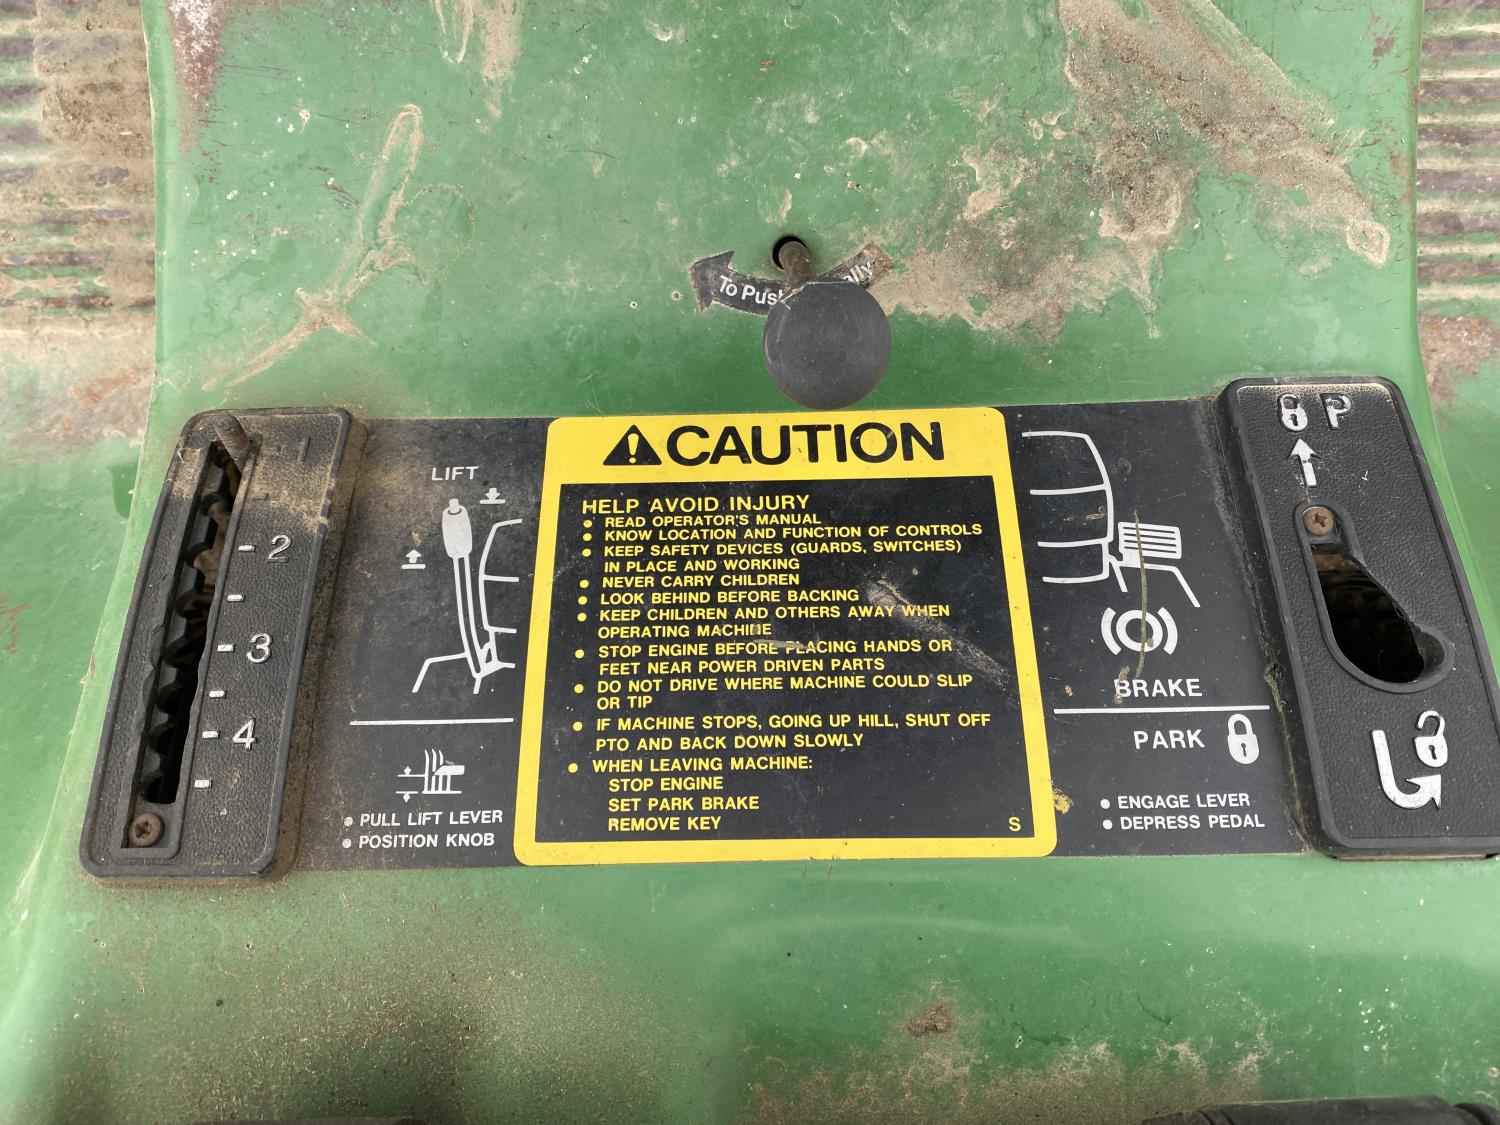 To Push
LIFT
2
3
4
PULL LIFT LEVER
POSITION KNOB
CAUTION
HELP AVOID INJURY
• READ OPERATOR'S MANUAL
• KNOW LOCATION AND FUNCTION OF CONTROLS
• KEEP SAFETY DEVICES (GUARDS, SWITCHES)
IN PLACE AND WORKING
• NEVER CARRY CHILDREN
• LOOK BEHIND BEFORE BACKING
• KEEP CHILDREN AND OTHERS AWAY WHEN
OPERATING MACHINE
• STOP ENGINE BEFORE PLACING HANDS OR
FEET NEAR POWER DRIVEN PARTS
• DO NOT DRIVE WHERE MACHINE COULD SLIP
OR TIP
• IF MACHINE STOPS, GOING UP HILL, SHUT OFF
PTO AND BACK DOWN SLOWLY
• WHEN LEAVING MACHINE:
STOP ENGINE
SET PARK BRAKE
REMOVE KEY
S
BRAKE
PARK
• ENGAGE LEVER
• DEPRESS PEDAL
P